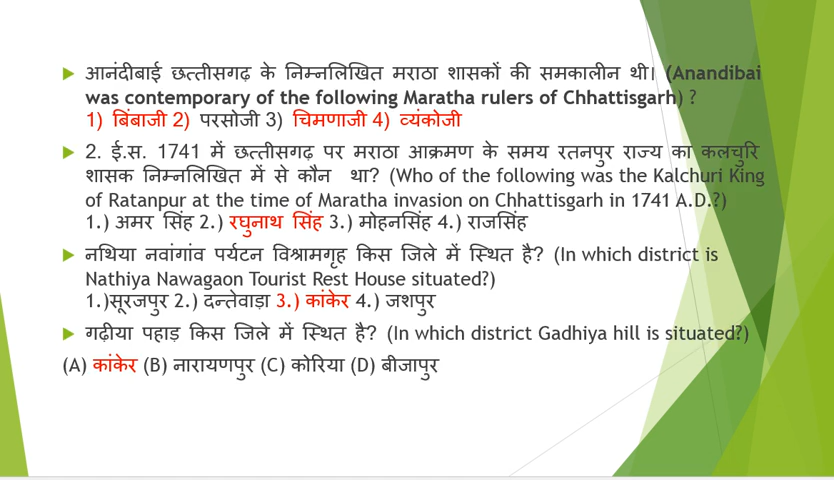 आनंदीबाई छत्तीसगढ़ के निम्नलिखित मराठा शासकों की समकालीन थी। (Anandibai
was contemporary of the following Maratha rulers of Chhattisgarh) ?
1) बिंबाजी 2) परसोजी 3) चिमणाजी 4) व्यंकोजी
2. ई.स. 1741 में छत्तीसगढ़ पर मराठा आक्रमण के समय रतनपुर राज्य का कलचुरि
शासक निम्नलिखित में से कौन था? (Who of the following was the Kalchuri King
of Ratanpur at the time of Maratha invasion on Chhattisgarh in 1741 A.D.?)
1.) अमर सिंह 2.) रघुनाथ सिंह 3.) मोहनसिंह 4.) राजसिंह
नथिया नवांगांव पर्यटन विश्रामगृह किस जिले में स्थित है? (In which district is
Nathiya Nawagaon Tourist Rest House situated?)
1.)सूरजपुर 2.) दन्तेवाड़ा 3.) कांकेर 4.) जशपुर
गढ़ीया पहाड़ किस जिले में स्थित है? (In which district Gadhiya hill is situated?)
(A) कांकेर (B) नारायणपुर (C) कोरिया (D) बीजापुर